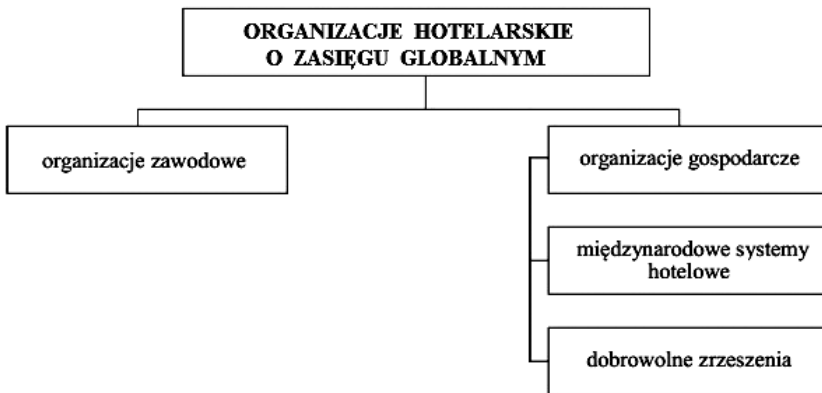 ORGANIZACJE HOTELARSKIE
O ZASIĘGU GLOBALNYM
organizacje zawodowe
organizacje gospodarcze
międzynarodowe systemy
hotelowe
dobrowolne zrzeszenia